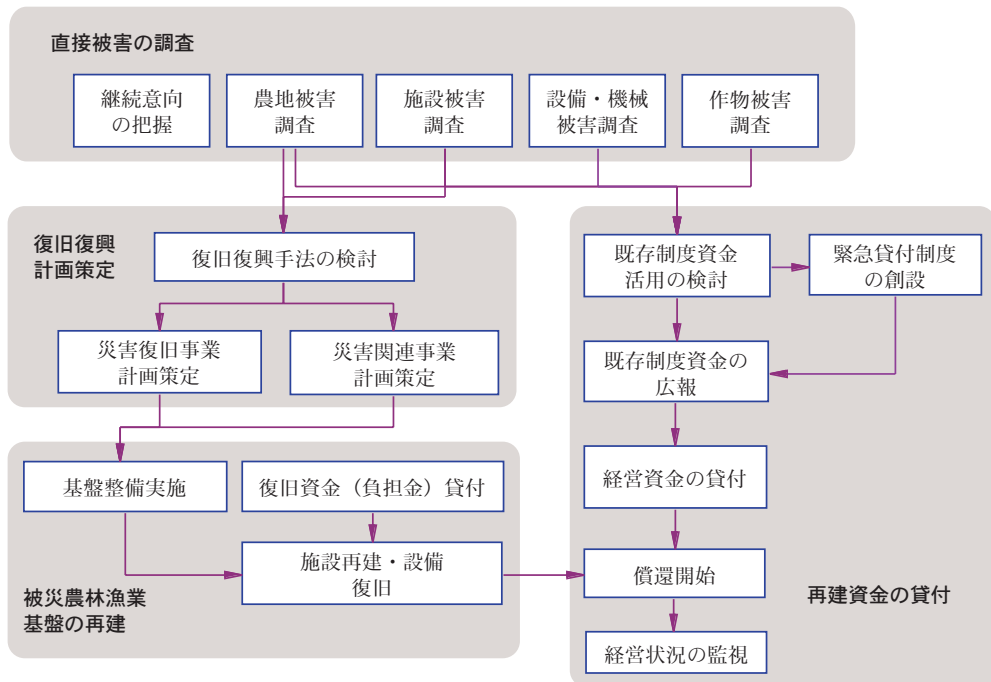 直接被害の調査
継続意向
の把握
農地被害
調査
施設被害
調査
設備・機械
被害調査
作物被害
調査
復旧復興
計画策定
復旧復興手法の検討
災害復旧事業
計画策定
災害関連事業
計画策定
既存制度資金
活用の検討
緊急貸付制度
の創設
既存制度資金の
広報
経営資金の貸付
償還開始
経営状況の監視
再建資金の貸付
基盤整備実施
復旧資金（負担金）貸付
施設再建・設備
復旧
被災農林漁業
基盤の再建